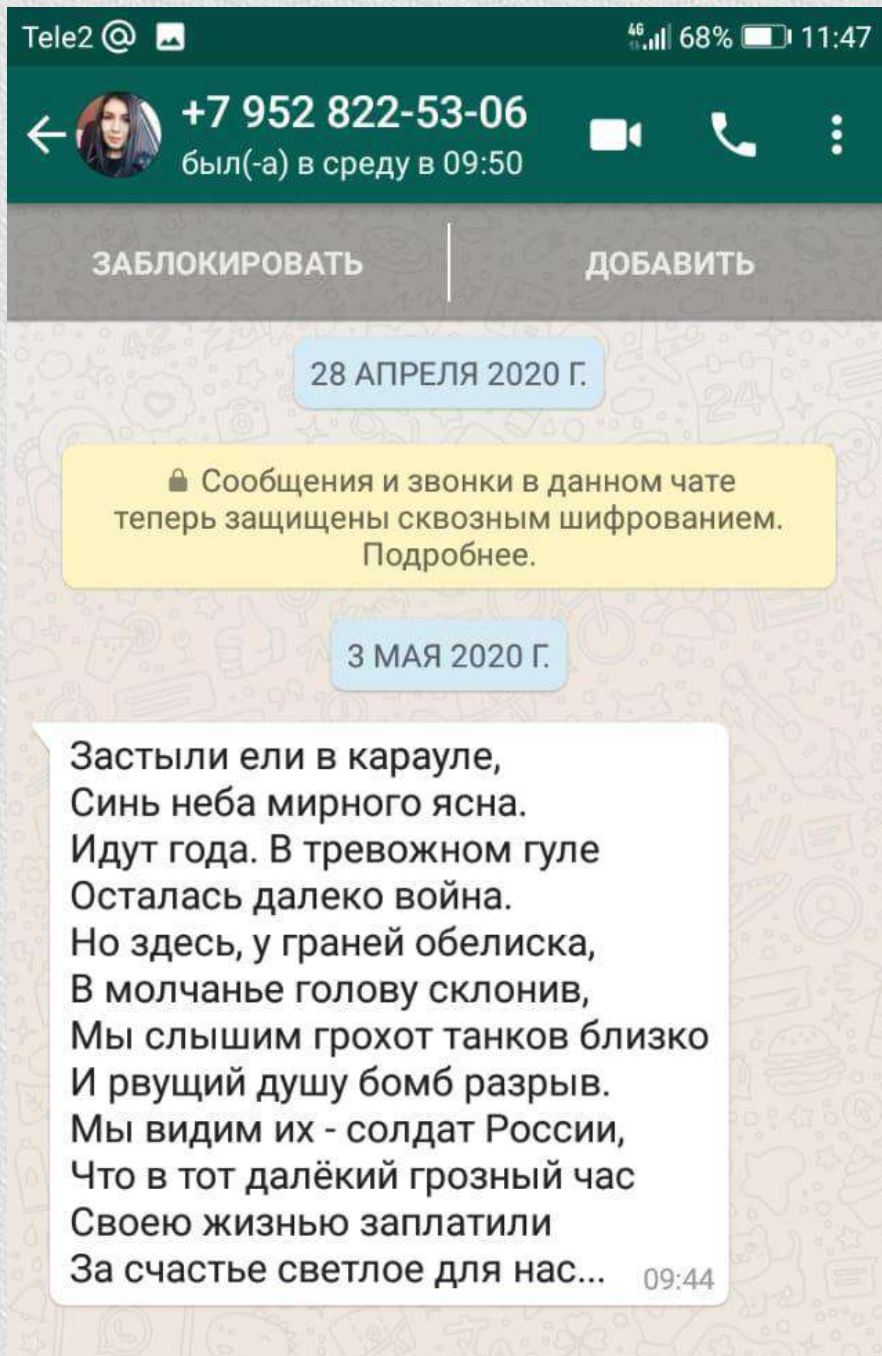 Tele2 @ 4G 68% 11:47
+7 952 822-53-06
был(-а) в среду в 09:50
ЗАБЛОКИРОВАТЬ ДОБАВИТЬ
28 АПРЕЛЯ 2020 Г.
Сообщения и звонки в данном чате
теперь защищены сквозным шифрованием.
Подробнее.
3 МАЯ 2020 Г.
Застыли ели в карауле,
Синь неба мирного ясна.
Идут года. В тревожном гуле
Осталась далеко война.
Но здесь, у граней обелиска,
В молчанье голову склонив,
Мы слышим грохот танков близко
И рвущий душу бомб разрыв.
Мы видим их - солдат России,
Что в тот далёкий грозный час
Своею жизнью заплатили
За счастье светлое для нас... 09:44